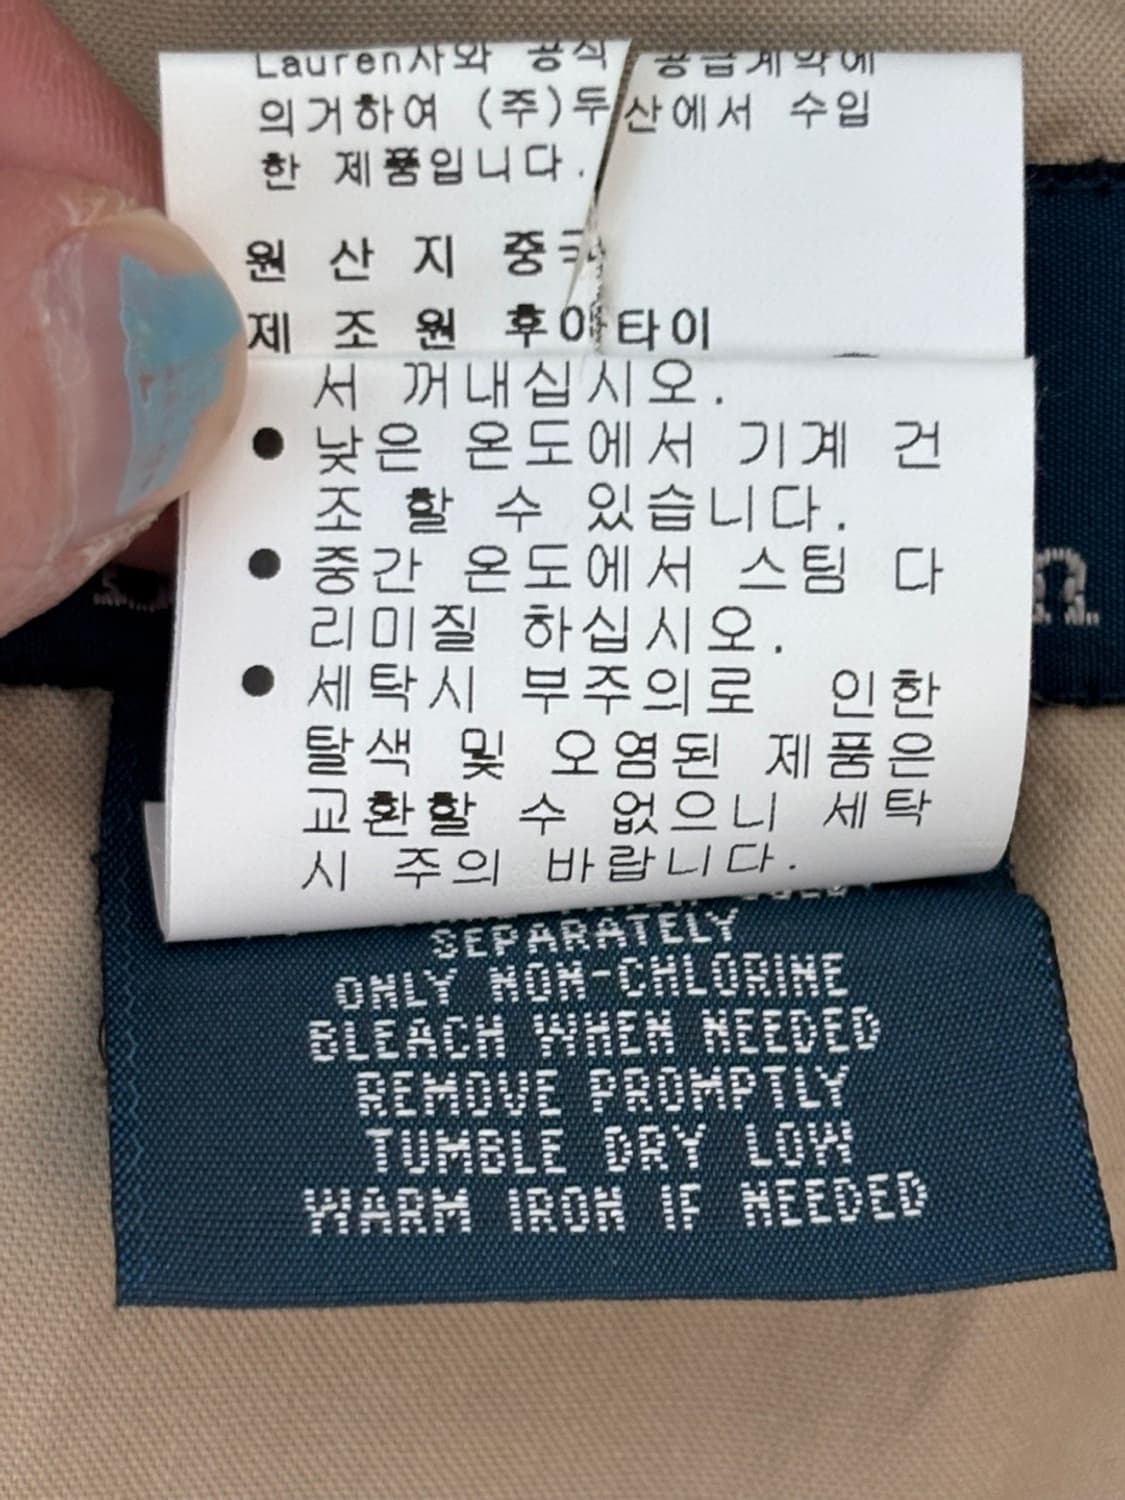 Lauren사와 공식 공급계약에
의거하여 (주)두산에서 수입
한 제품입니다.
원 산 지 중국
제 조 원 후아타이
서 꺼내십시오.
● 낮은 온도에서 기계 건
조 할 수 있습니다.
● 중간 온도에서 스팀 다
리미질 하십시오.
● 세탁시 부주의로 인한
탈색 및 오염된 제품은
교환할 수 없으니 세탁
시 주의 바랍니다.
SEPARATELY
ONLY NON-CHLORINE
BLEACH WHEN NEEDED
REMOVE PROMPTLY
TUMBLE DRY LOW
WARM IRON IF NEEDED